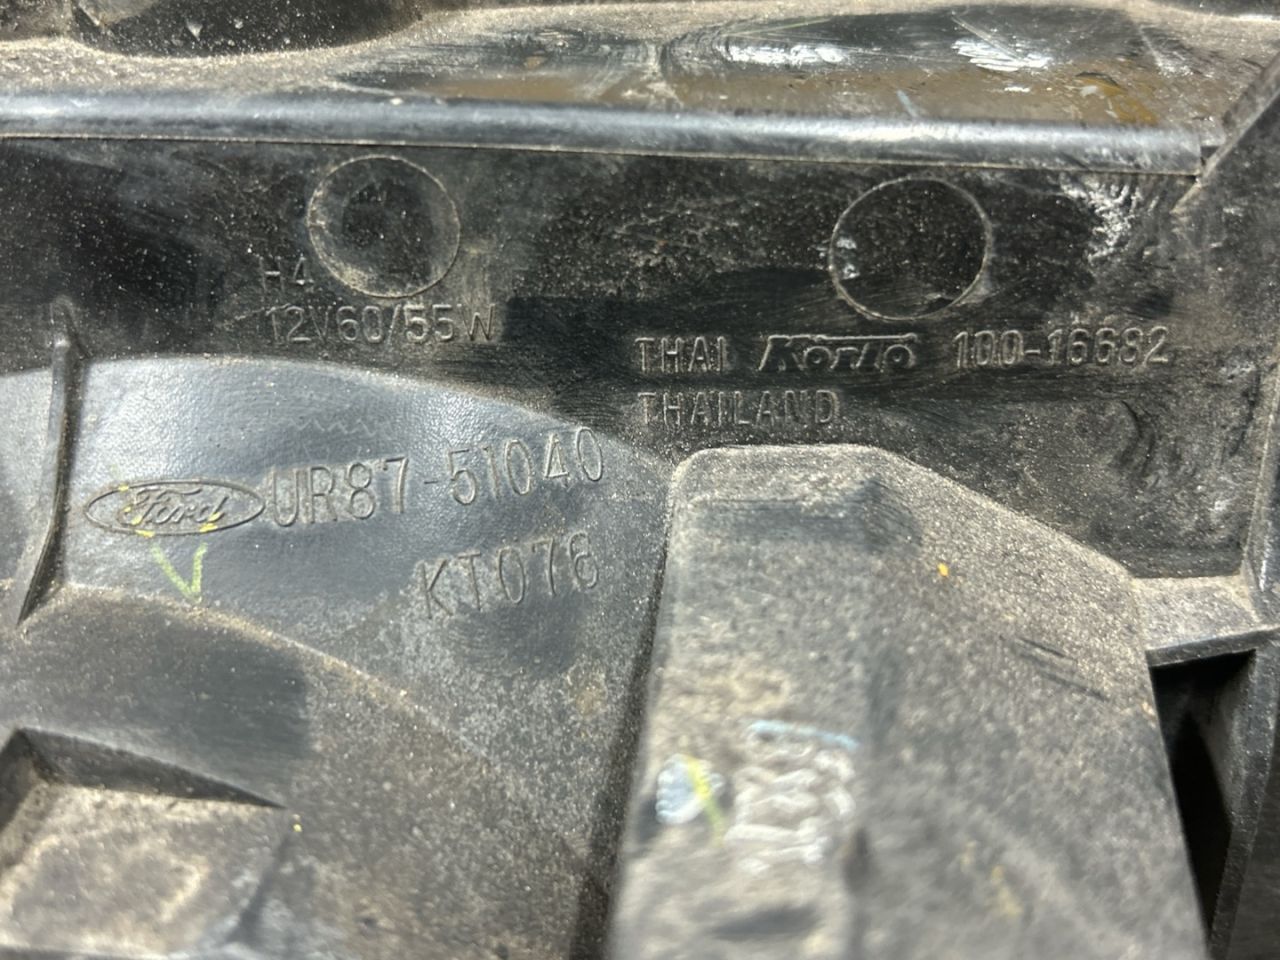 H4
12V60/55W
THAI Koito 100-16682
THAILAND
Ford UR87-51040
KT076